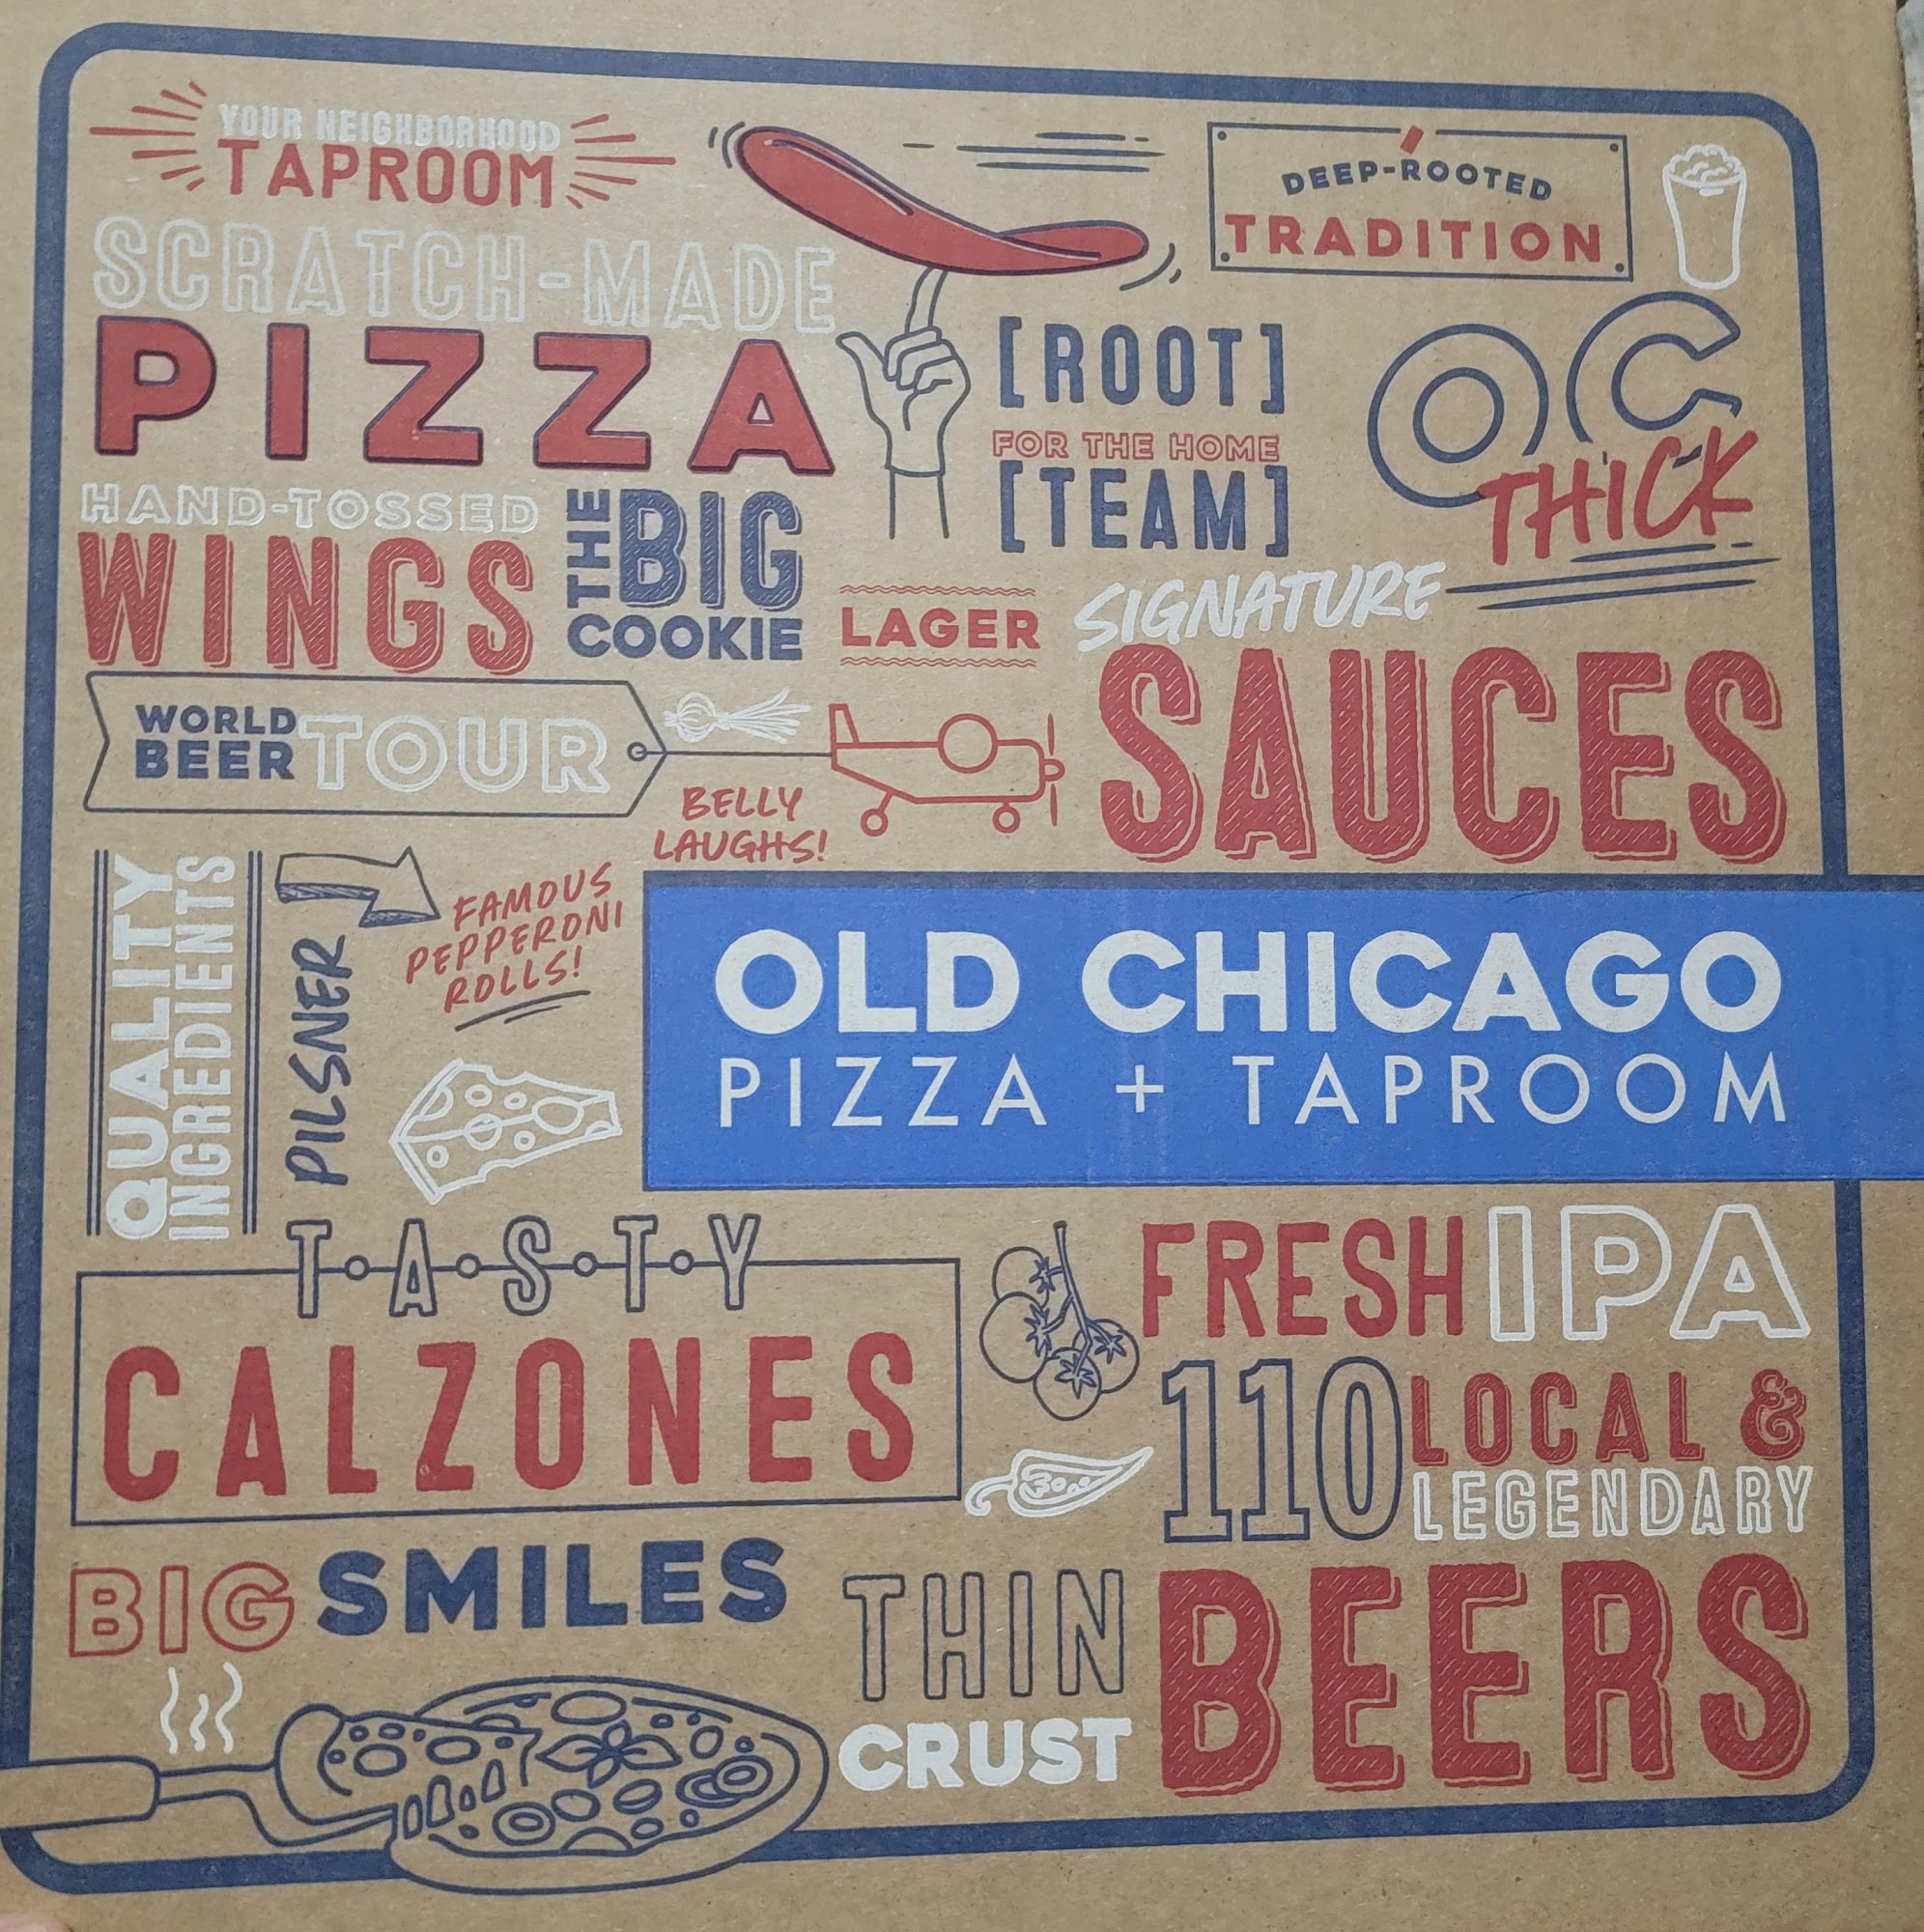 YOUR NEIGHBORHOOD
TAPROOM
DEEP-ROOTED
TRADITION
SCRATCH-MADE
PIZZA
[ROOT]
FOR THE HOME
[TEAM]
OC
THICK
HAND-TOSSED
WINGS
THE
BIG
COOKIE
LAGER
SIGNATURE
SAUCES
WORLD
BEER
TOUR
BELLY
LAUGHS!
QUALITY
INGREDIENTS
PILSNER
FAMOUS
PEPPERONI
ROLLS!
OLD CHICAGO
PIZZA + TAPROOM
T·A·S·T·Y
CALZONES
FRESH IPA
110 LOCAL &
LEGENDARY
BEERS
BIG SMILES
THIN
CRUST